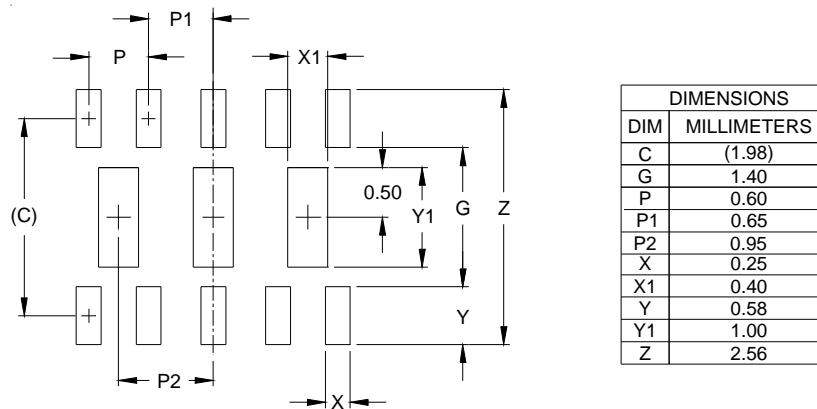 P1
P
X1
0.50
(C)
Y1
G
Z
Y
P2
X
DIMENSIONS
DIM MILLIMETERS
C (1.98)
G 1.40
P 0.60
P1 0.65
P2 0.95
X 0.25
X1 0.40
Y 0.58
Y1 1.00
Z 2.56